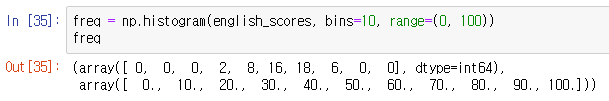 In [35]: freq = np.histogram(english_scores, bins=10, range=(0, 100))
freq
Out[35]: (array([ 0, 0, 0, 2, 8, 16, 18, 6, 0, 0], dtype=int64),
array([ 0., 10., 20., 30., 40., 50., 60., 70., 80., 90., 100.]))